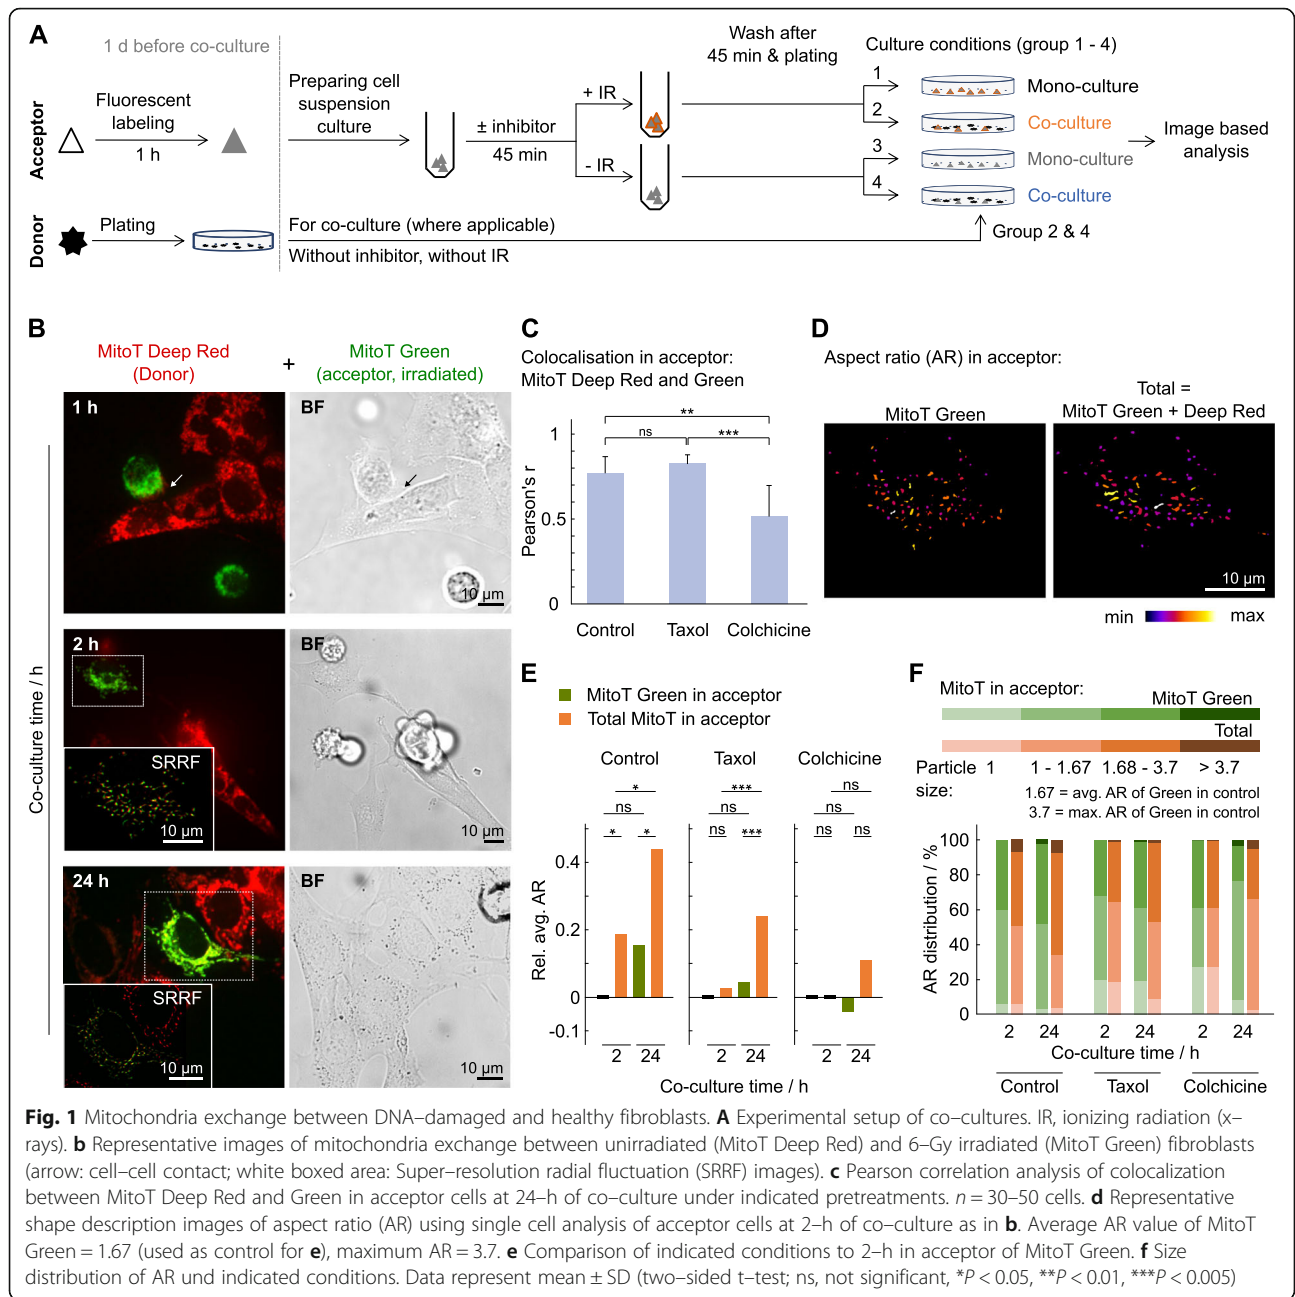 A
1 d before co-culture
Wash after
45 min & plating
Culture conditions (group 1 - 4)
Acceptor
Fluorescent
labeling
1 h
Preparing cell
suspension
culture
± inhibitor
45 min
+ IR
- IR
1
2
3
4
Mono-culture
Co-culture
Mono-culture
Co-culture
Image based
analysis
Donor
Plating
For co-culture (where applicable)
Without inhibitor, without IR
Group 2 & 4
B
MitoT Deep Red
(Donor)
+
MitoT Green
(acceptor, irradiated)
Co-culture time / h
1 h
BF
10 µm
2 h
BF
SRRF
10 µm
10 µm
24 h
BF
SRRF
10 µm
10 µm
C
Colocalisation in acceptor:
MitoT Deep Red and Green
Pearson's r
1
0.5
0
**
ns
***
Control
Taxol
Colchicine
D
Aspect ratio (AR) in acceptor:
MitoT Green
Total =
MitoT Green + Deep Red
10 µm
min
max
E
MitoT Green in acceptor
Total MitoT in acceptor
Control
Taxol
Colchicine
*
ns
*
*
***
ns
ns
***
ns
ns
ns
ns
Rel. avg. AR
0.4
0.2
0
-0.1
2
24
2
24
2
24
Co-culture time / h
F
MitoT in acceptor:
MitoT Green
Total
Particle
size:
1
1 - 1.67
1.68 - 3.7
> 3.7
1.67 = avg. AR of Green in control
3.7 = max. AR of Green in control
AR distribution / %
100
80
60
40
20
0
2
24
2
24
2
24
Co-culture time / h
Control
Taxol
Colchicine
Fig. 1 Mitochondria exchange between DNA–damaged and healthy fibroblasts. A Experimental setup of co–cultures. IR, ionizing radiation (x–
rays). b Representative images of mitochondria exchange between unirradiated (MitoT Deep Red) and 6–Gy irradiated (MitoT Green) fibroblasts
(arrow: cell–cell contact; white boxed area: Super–resolution radial fluctuation (SRRF) images). c Pearson correlation analysis of colocalization
between MitoT Deep Red and Green in acceptor cells at 24–h of co–culture under indicated pretreatments. n = 30–50 cells. d Representative
shape description images of aspect ratio (AR) using single cell analysis of acceptor cells at 2–h of co–culture as in b. Average AR value of MitoT
Green = 1.67 (used as control for e), maximum AR = 3.7. e Comparison of indicated conditions to 2–h in acceptor of MitoT Green. f Size
distribution of AR und indicated conditions. Data represent mean ± SD (two–sided t–test; ns, not significant, *P < 0.05, **P < 0.01, ***P < 0.005)